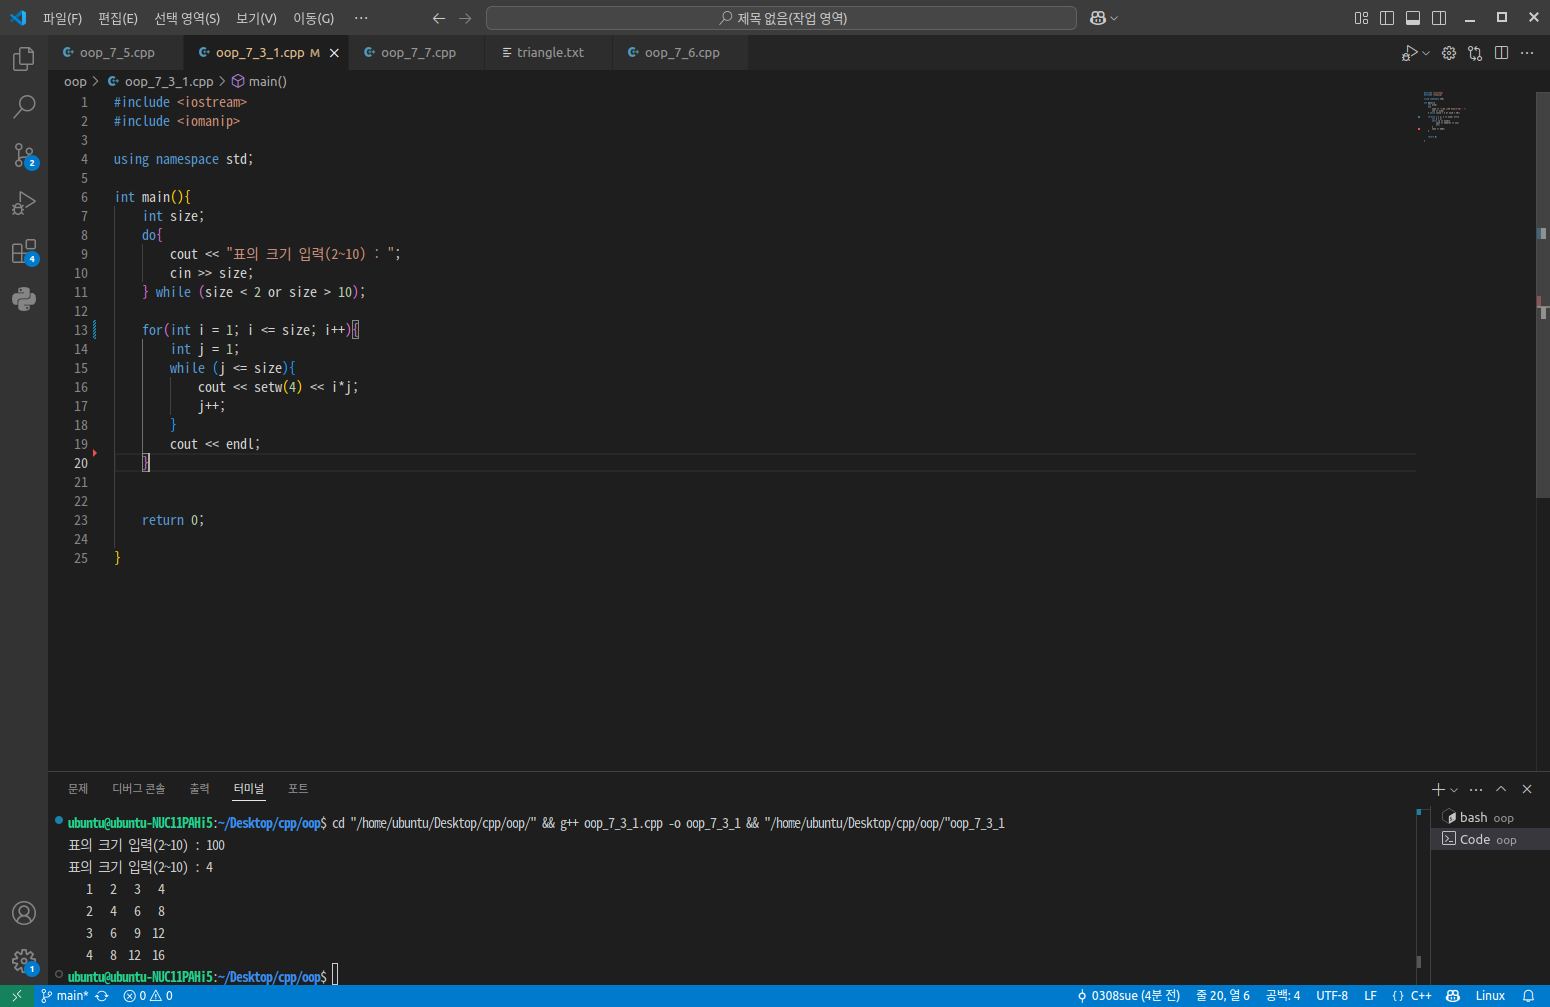 파일(F) 편집(E) 선택 영역(S) 보기(V) 이동(G) ··· 제목 없음(작업 영역)
oop_7_5.cpp oop_7_3_1.cpp M oop_7_7.cpp triangle.txt oop_7_6.cpp
oop > oop_7_3_1.cpp > main()
1 #include <iostream>
2 #include <iomanip>
3
4 using namespace std;
5
6 int main(){
7 int size;
8 do{
9 cout << "표의 크기 입력(2~10) : ";
10 cin >> size;
11 } while (size < 2 or size > 10);
12
13 for(int i = 1; i <= size; i++){
14 int j = 1;
15 while (j <= size){
16 cout << setw(4) << i*j;
17 j++;
18 }
19 cout << endl;
20 }
21
22
23 return 0;
24
25 }
2
4
1
문제 디버그 콘솔 출력 터미널 포트
ubuntu@ubuntu-NUC11PAHi5:~/Desktop/cpp/oop$ cd "/home/ubuntu/Desktop/cpp/oop/" && g++ oop_7_3_1.cpp -o oop_7_3_1 && "/home/ubuntu/Desktop/cpp/oop/"oop_7_3_1
표의 크기 입력(2~10) : 100
표의 크기 입력(2~10) : 4
1 2 3 4
2 4 6 8
3 6 9 12
4 8 12 16
ubuntu@ubuntu-NUC11PAHi5:~/Desktop/cpp/oop$
bash oop
Code oop
main* 0 0 0308sue (4분 전) 줄 20, 열 6 공백: 4 UTF-8 LF {} C++ Linux